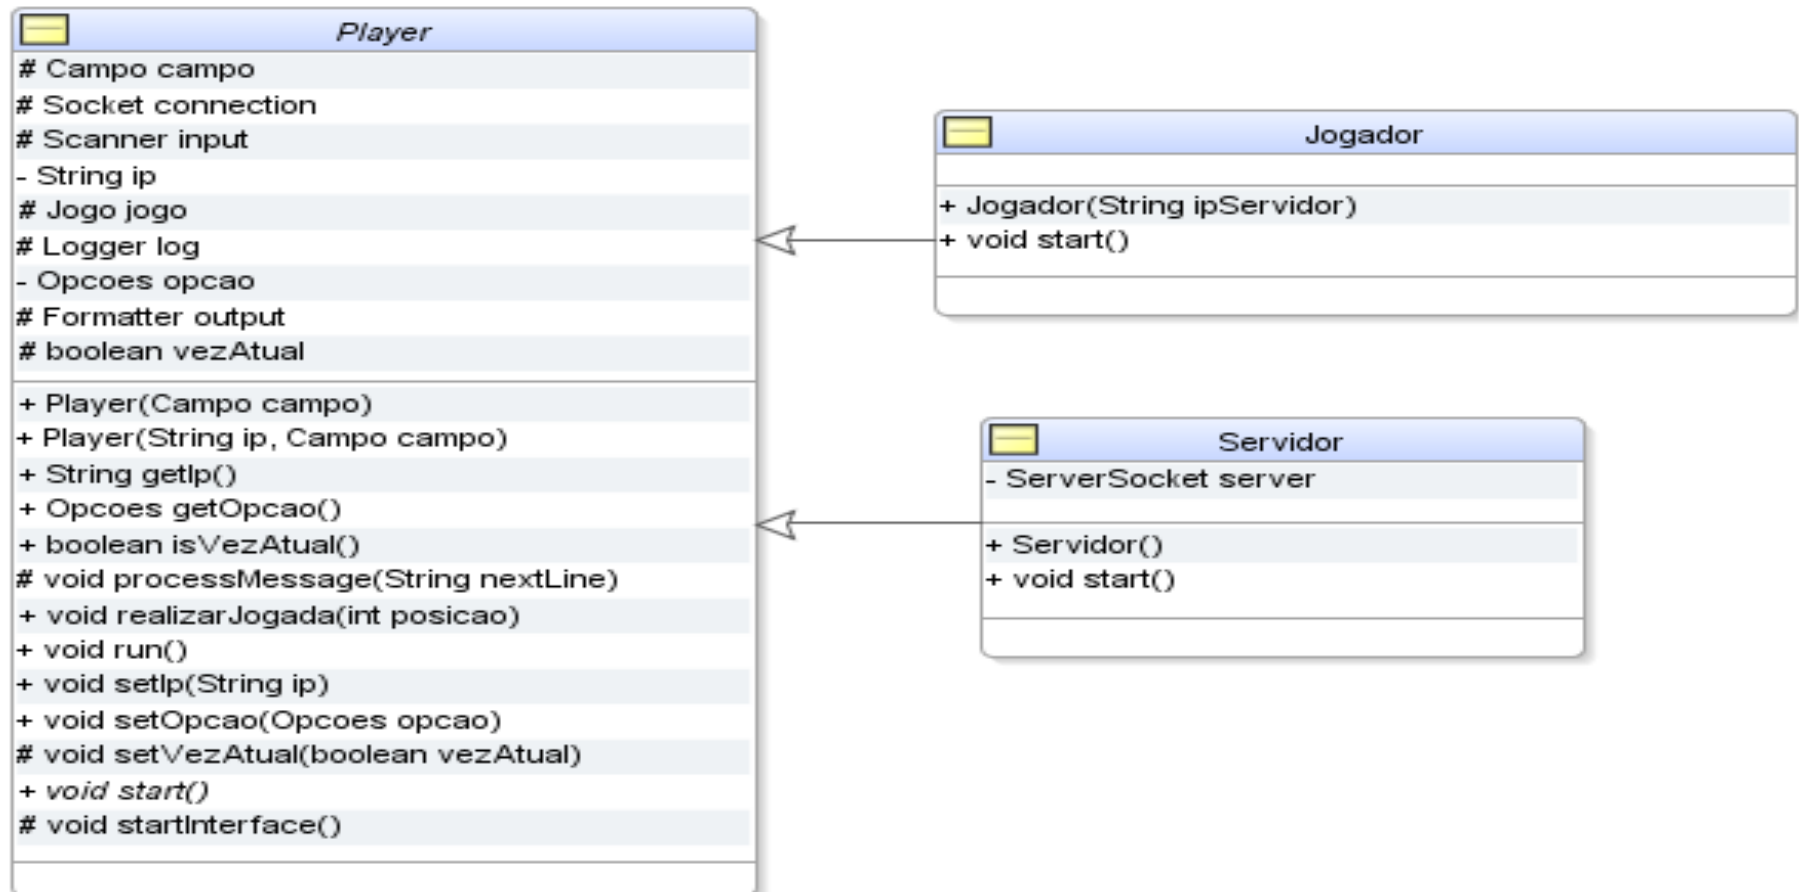 Player
# Campo campo
# Socket connection
# Scanner input
- String ip
# Jogo jogo
# Logger log
- Opcoes opcao
# Formatter output
# boolean vezAtual
+ Player(Campo campo)
+ Player(String ip, Campo campo)
+ String getIp()
+ Opcoes getOpcao()
+ boolean isVezAtual()
# void processMessage(String nextLine)
+ void realizarJogada(int posicao)
+ void run()
+ void setIp(String ip)
+ void setOpcao(Opcoes opcao)
# void setVezAtual(boolean vezAtual)
+ void start()
# void startInterface()
Jogador
+ Jogador(String ipServidor)
+ void start()
Servidor
- ServerSocket server
+ Servidor()
+ void start()